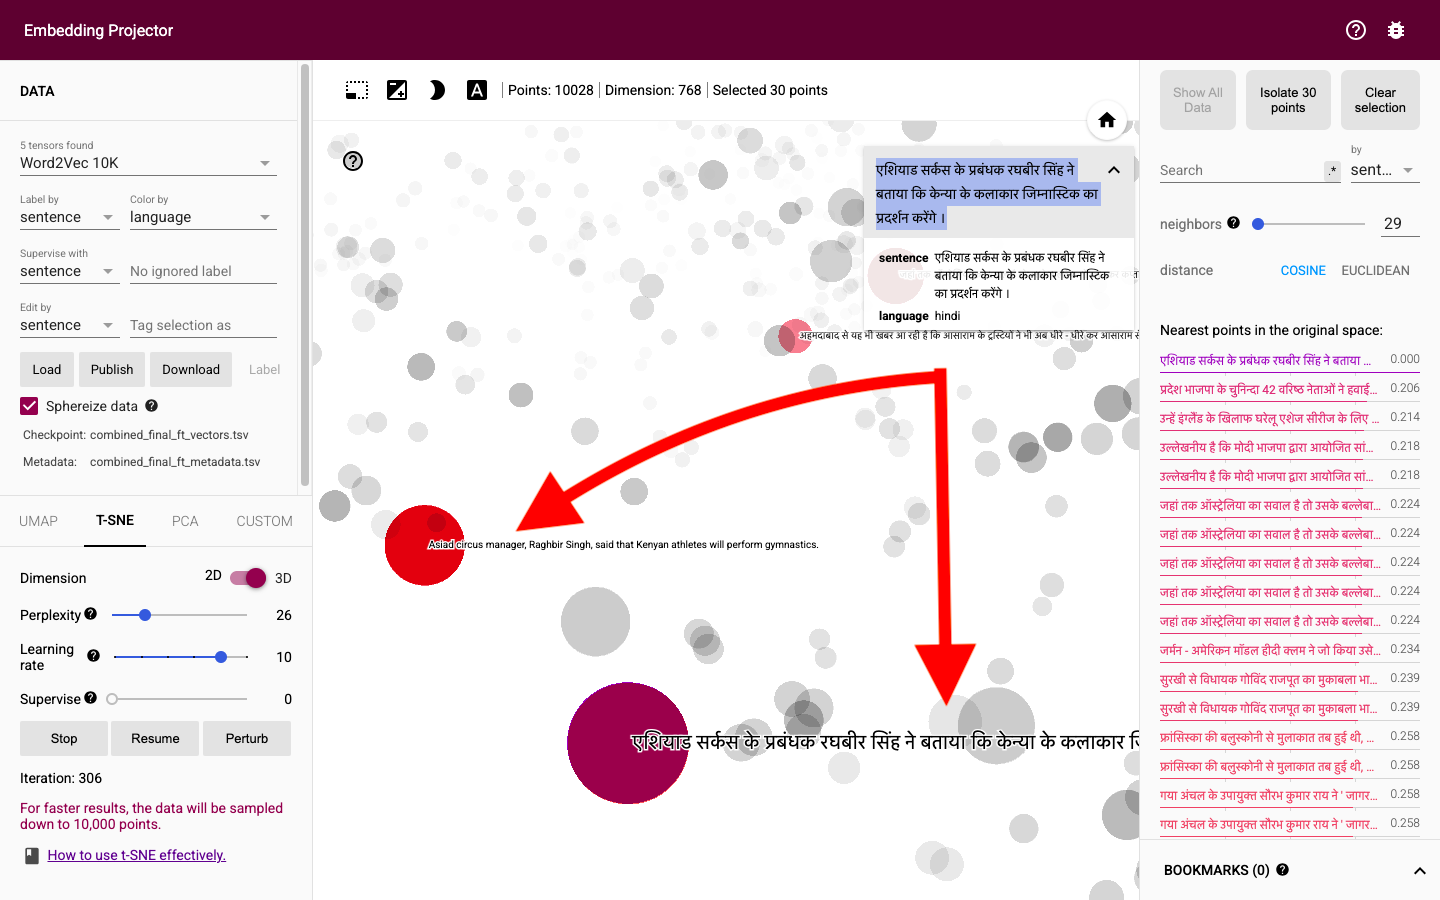 Embedding Projector
DATA
5 tensors found
Word2Vec 10K
Label by
Color by
sentence
language
Supervise with
sentence
No ignored label
Edit by
sentence
Tag selection as
Load
Publish
Download
Label
Sphereize data
Checkpoint: combined_final_ft_vectors.tsv
Metadata: combined_final_ft_metadata.tsv
UMAP
T-SNE
PCA
CUSTOM
Dimension
2D
3D
Perplexity
26
Learning rate
10
Supervise
0
Stop
Resume
Perturb
Iteration: 306
For faster results, the data will be sampled
down to 10,000 points.
How to use t-SNE effectively.
A
Points: 10028
Dimension: 768
Selected 30 points
एशियाड सर्कस के प्रबंधक रघबीर सिंह ने
बताया कि केन्या के कलाकार जिम्नास्टिक का
प्रदर्शन करेंगे ।
sentence एशियाड सर्कस के प्रबंधक रघबीर सिंह ने
बताया कि केन्या के कलाकार जिम्नास्टिक
का प्रदर्शन करेंगे ।
language hindi
अहमदाबाद से यह भी खबर आ रही है कि आसाराम के ट्रस्टियों ने भी अब धीरे - धीरे कर आसाराम से
Asiad circus manager, Raghbir Singh, said that Kenyan athletes will perform gymnastics.
एशियाड सर्कस के प्रबंधक रघबीर सिंह ने बताया कि केन्या के कलाकार
Show All
Data
Isolate 30
points
Clear
selection
Search
.*
by
sent...
neighbors
29
distance
COSINE
EUCLIDEAN
Nearest points in the original space:
एशियाड सर्कस के प्रबंधक रघबीर सिंह ने बताया ... 0.000
प्रदेश भाजपा के चुनिन्दा 42 वरिष्ठ नेताओं ने हवाई... 0.206
उन्हें इंग्लैंड के खिलाफ घरेलू एशेज सीरीज के लिए ... 0.214
उल्लेखनीय है कि मोदी भाजपा द्वारा आयोजित सां... 0.218
उल्लेखनीय है कि मोदी भाजपा द्वारा आयोजित सां... 0.218
जहां तक ऑस्ट्रेलिया का सवाल है तो उसके बल्लेबा... 0.224
जहां तक ऑस्ट्रेलिया का सवाल है तो उसके बल्लेबा... 0.224
जहां तक ऑस्ट्रेलिया का सवाल है तो उसके बल्लेबा... 0.224
जहां तक ऑस्ट्रेलिया का सवाल है तो उसके बल्लेबा... 0.224
जहां तक ऑस्ट्रेलिया का सवाल है तो उसके बल्लेबा... 0.224
जर्मन - अमेरिकन मॉडल हीदी क्लम ने जो किया उसे... 0.234
सुरखी से विधायक गोविंद राजपूत का मुकाबला भा... 0.239
सुरखी से विधायक गोविंद राजपूत का मुकाबला भा... 0.239
फ्रांसिस्का की बलुस्कोनी से मुलाकात तब हुई थी, ... 0.258
फ्रांसिस्का की बलुस्कोनी से मुलाकात तब हुई थी, ... 0.258
गया अंचल के उपायुक्त सौरभ कुमार राय ने ' जागर... 0.258
गया अंचल के उपायुक्त सौरभ कुमार राय ने ' जागर... 0.258
BOOKMARKS (0)